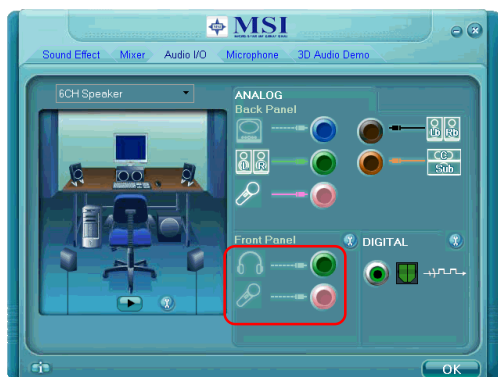 MSI
Sound Effect Mixer Audio I/O Microphone 3D Audio Demo
6CH Speaker
ANALOG
Back Panel
L R
Lb Rb
C
Sub
Front Panel
DIGITAL
OK